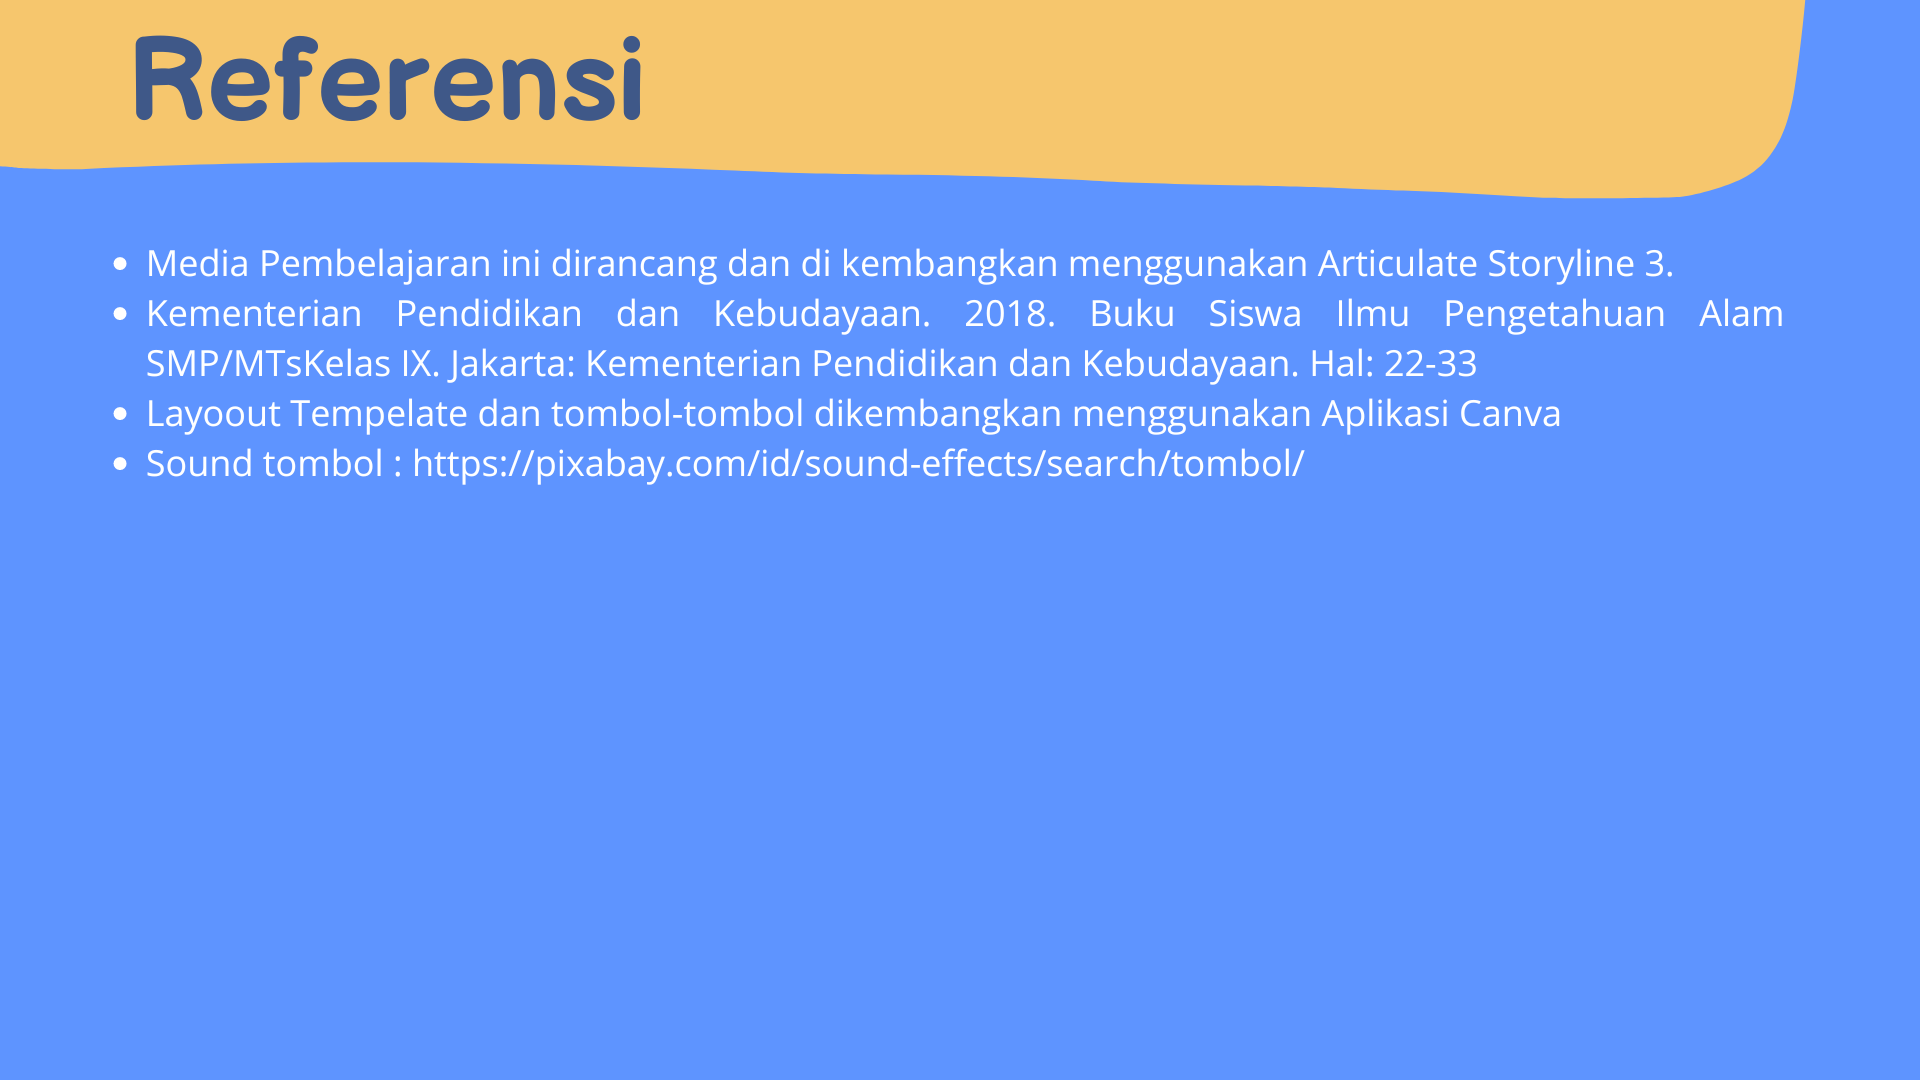 Referensi
• Media Pembelajaran ini dirancang dan di kembangkan menggunakan Articulate Storyline 3.
• Kementerian Pendidikan dan Kebudayaan. 2018. Buku Siswa Ilmu Pengetahuan Alam
SMP/MTsKelas IX. Jakarta: Kementerian Pendidikan dan Kebudayaan. Hal: 22-33
• Layoout Tempelate dan tombol-tombol dikembangkan menggunakan Aplikasi Canva
• Sound tombol : https://pixabay.com/id/sound-effects/search/tombol/